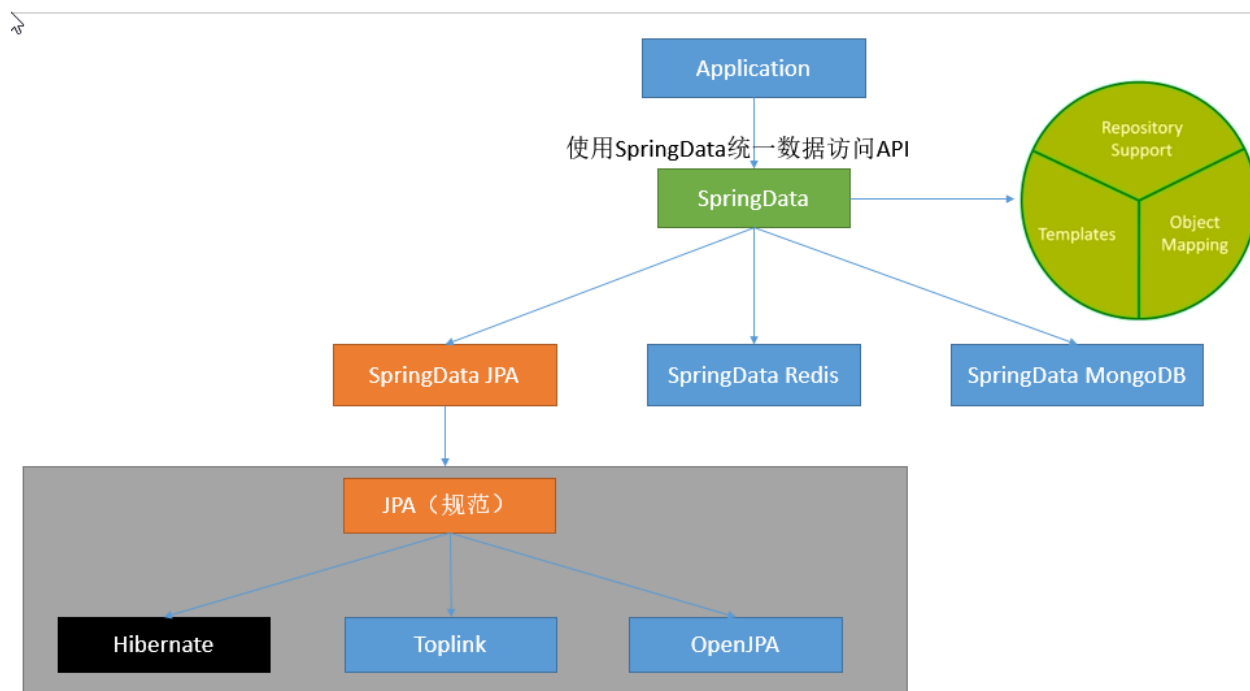 Application
使用SpringData统一数据访问API
Repository
Support
SpringData
Templates
Object
Mapping
SpringData JPA
SpringData Redis
SpringData MongoDB
JPA（规范）
Hibernate
Toplink
OpenJPA